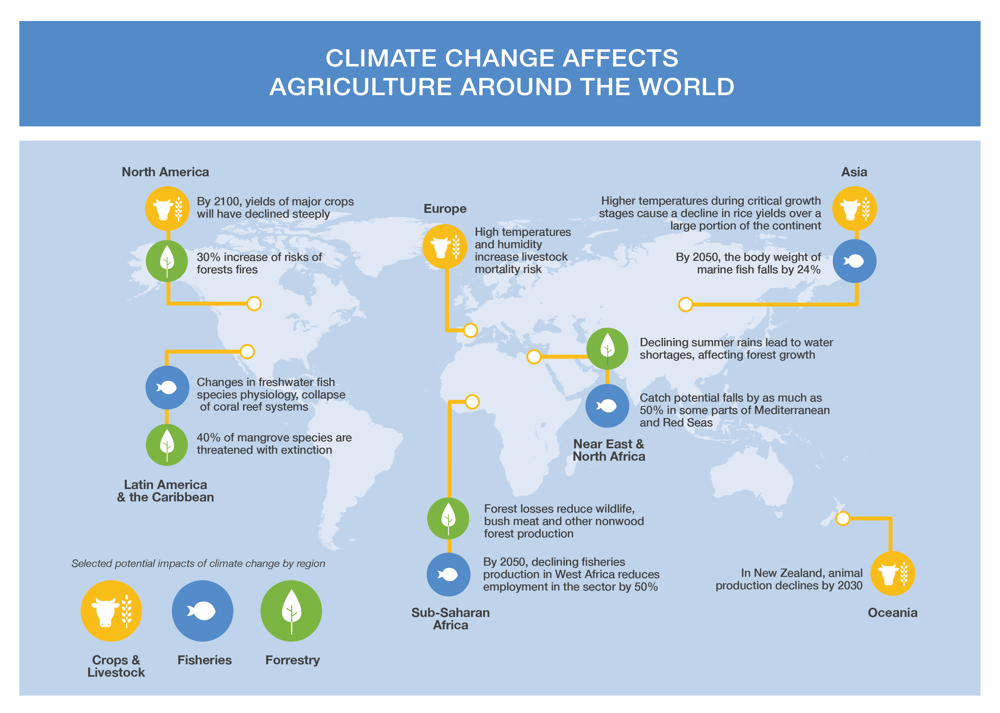 CLIMATE CHANGE AFFECTS
AGRICULTURE AROUND THE WORLD
North America
By 2100, yields of major crops
will have declined steeply
30% increase of risks of
forests fires
Europe
High temperatures
and humidity
increase livestock
mortality risk
Asia
Higher temperatures during critical growth
stages cause a decline in rice yields over a
large portion of the continent
By 2050, the body weight of
marine fish falls by 24%
Changes in freshwater fish
species physiology, collapse
of coral reef systems
40% of mangrove species are
threatened with extinction
Latin America
& the Caribbean
Declining summer rains lead to water
shortages, affecting forest growth
Catch potential falls by as much as
50% in some parts of Mediterranean
and Red Seas
Near East &
North Africa
Forest losses reduce wildlife,
bush meat and other nonwood
forest production
By 2050, declining fisheries
production in West Africa reduces
employment in the sector by 50%
Sub-Saharan
Africa
In New Zealand, animal
production declines by 2030
Oceania
Selected potential impacts of climate change by region
Crops &
Livestock
Fisheries
Forrestry